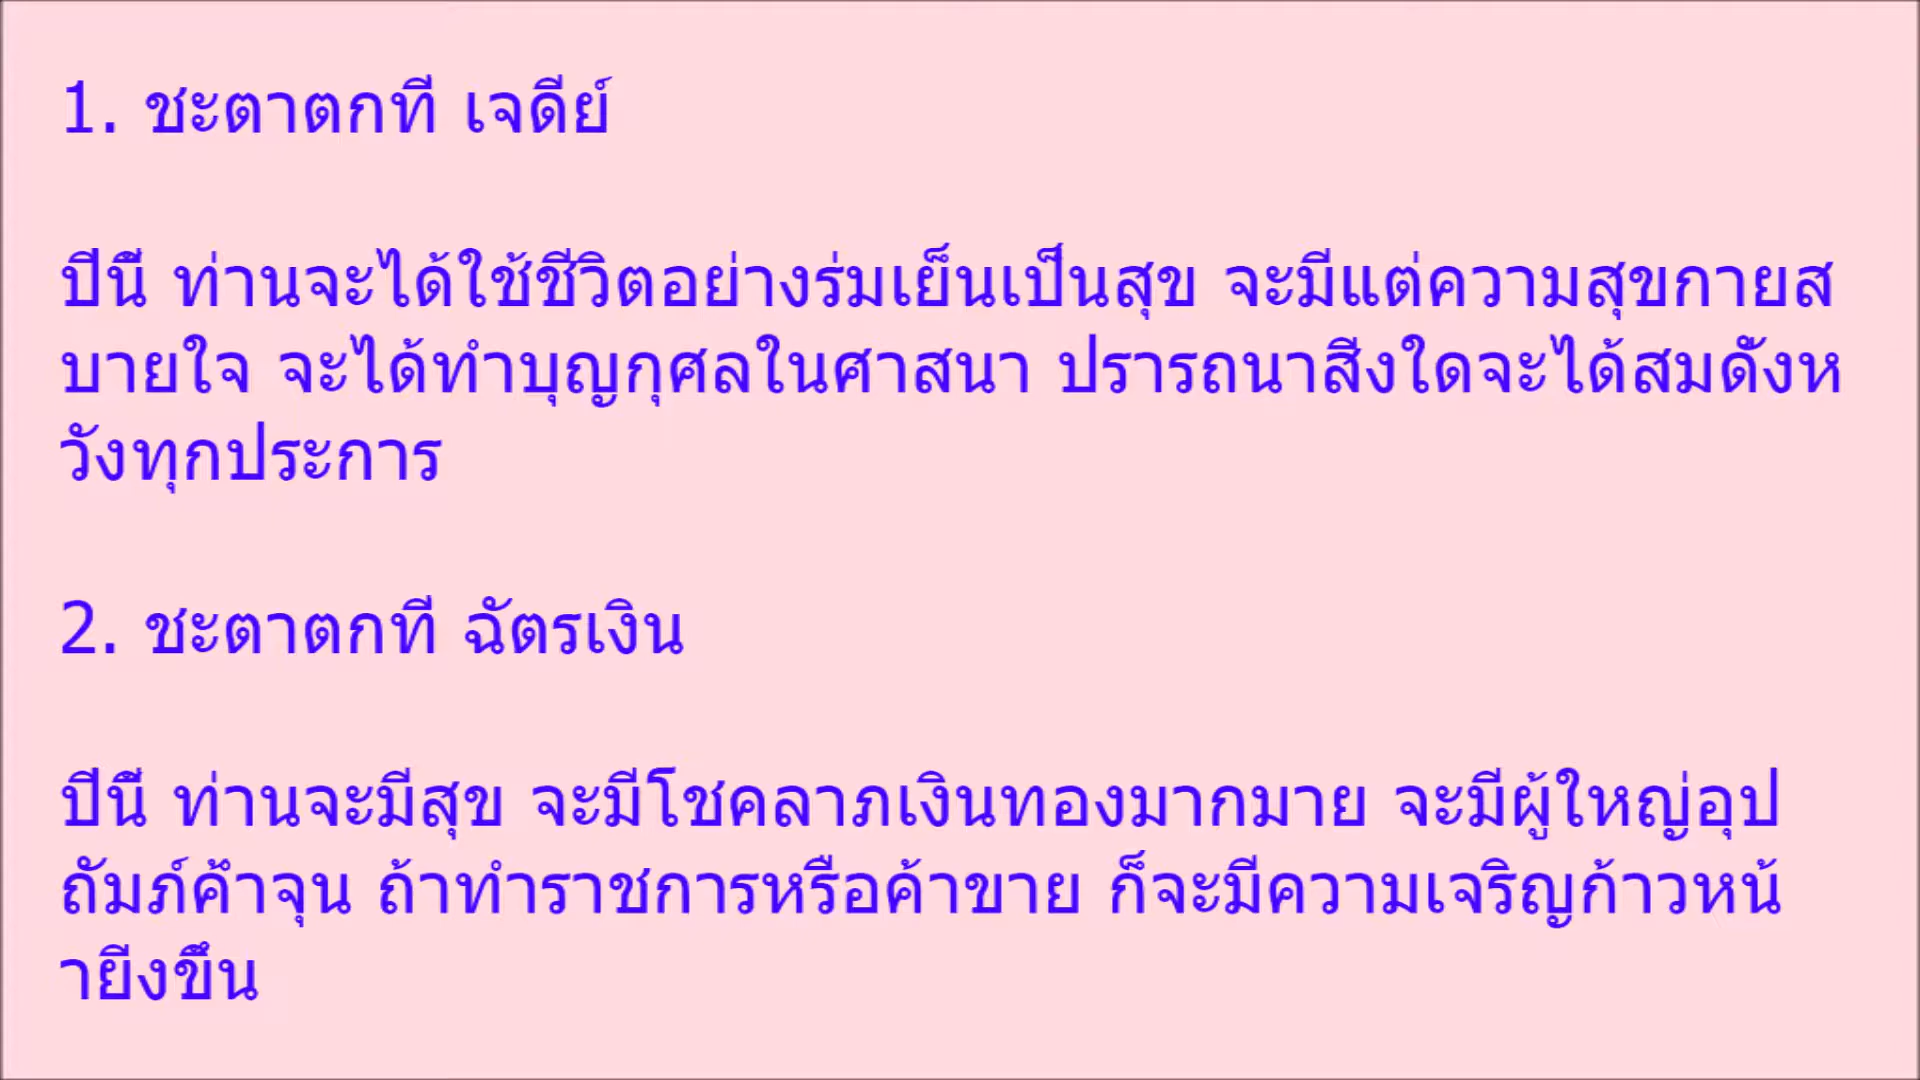 1. ชะตาตกที่ เจดีย์
ปีนี้ ท่านจะได้ใช้ชีวิตอย่างร่มเย็นเป็นสุข จะมีแต่ความสุขกายส
บายใจ จะได้ทำบุญกุศลในศาสนา ปรารถนาสิ่งใดจะได้สมดั่งห
วังทุกประการ
2. ชะตาตกที่ ฉัตรเงิน
ปีนี้ ท่านจะมีสุข จะมีโชคลาภเงินทองมากมาย จะมีผู้ใหญ่อุป
ถัมภ์ค้ำจุน ถ้าทำราชการหรือค้าขาย ก็จะมีความเจริญก้าวหน้
ายิ่งขึ้น